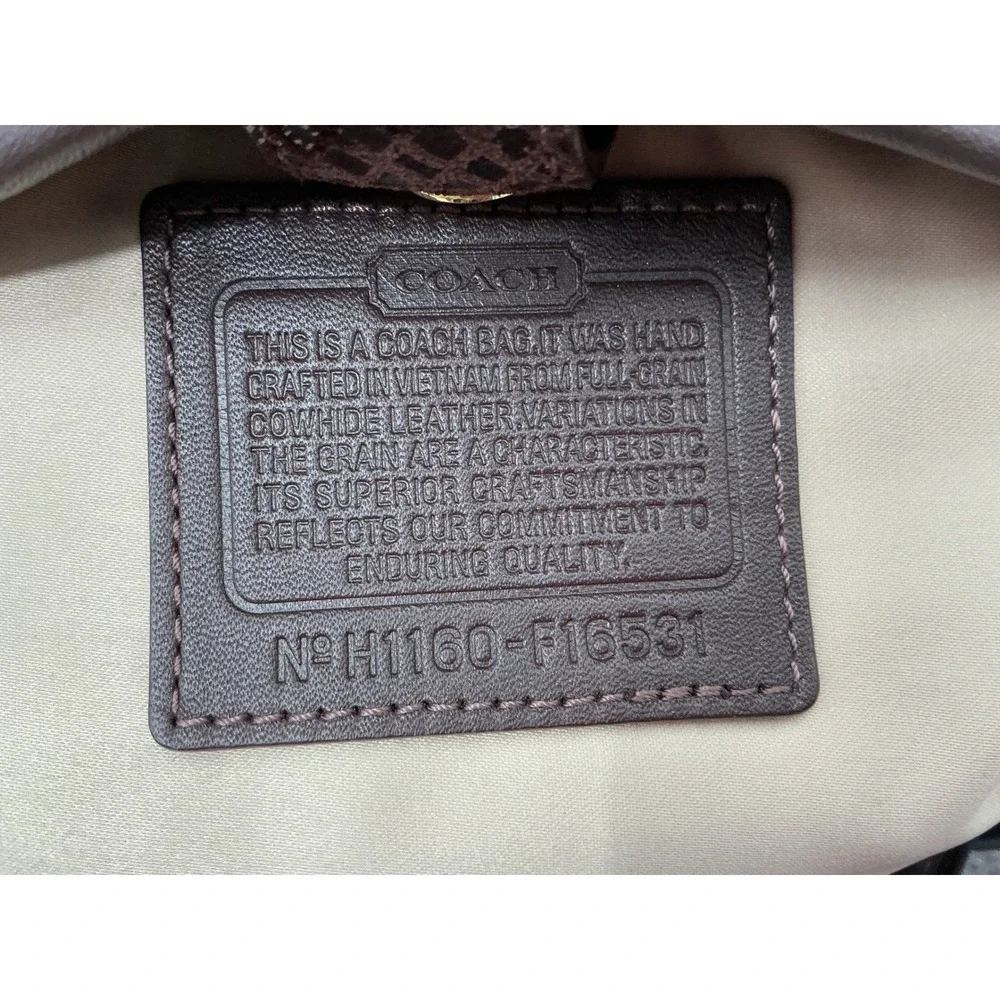 COACH
THIS IS A COACH BAG.IT WAS HAND
CRAFTED IN VIETNAM FROM FULL-GRAIN
COWHIDE LEATHER.VARIATIONS IN
THE GRAIN ARE A CHARACTERISTIC.
ITS SUPERIOR CRAFTSMANSHIP
REFLECTS OUR COMMITMENT TO
ENDURING QUALITY.
Nº H1160-F16531